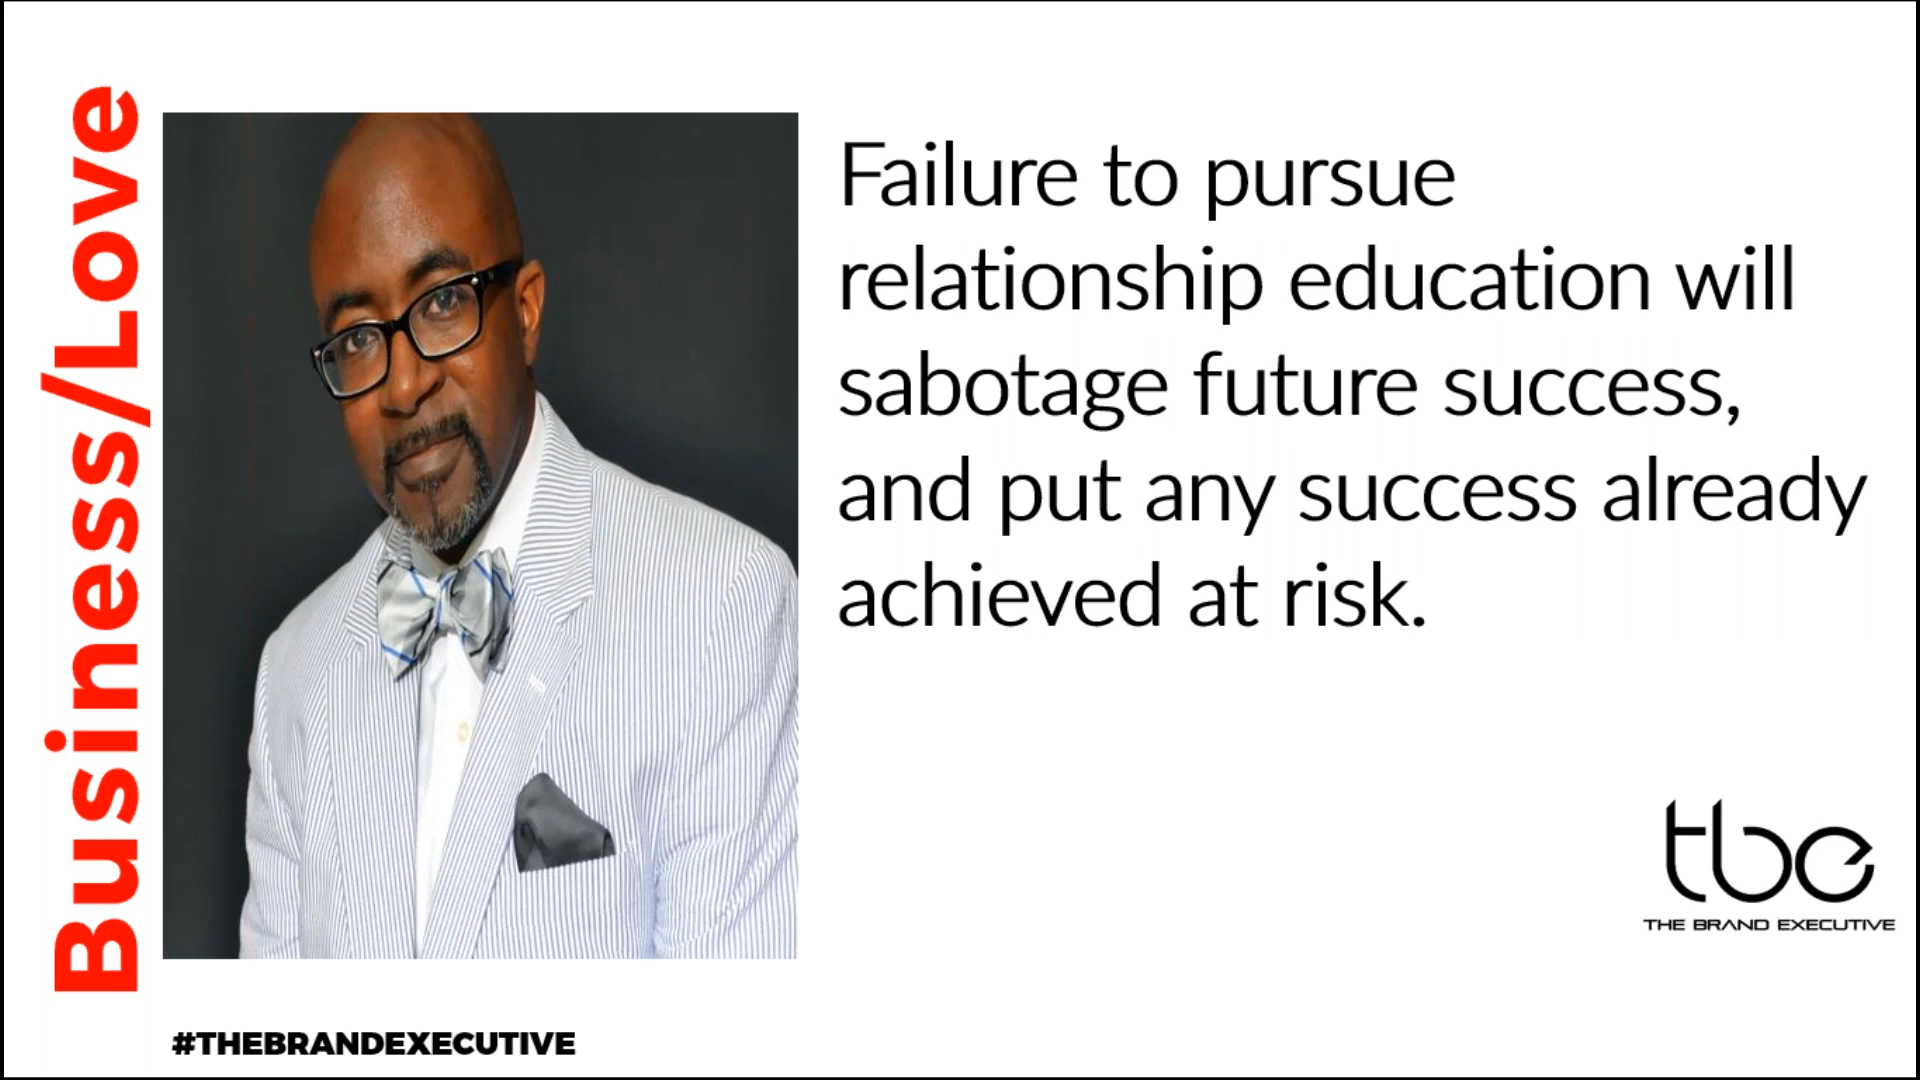 Business/Love
Failure to pursue
relationship education will
sabotage future success,
and put any success already
achieved at risk.
tbe
THE BRAND EXECUTIVE
#THEBRANDEXECUTIVE